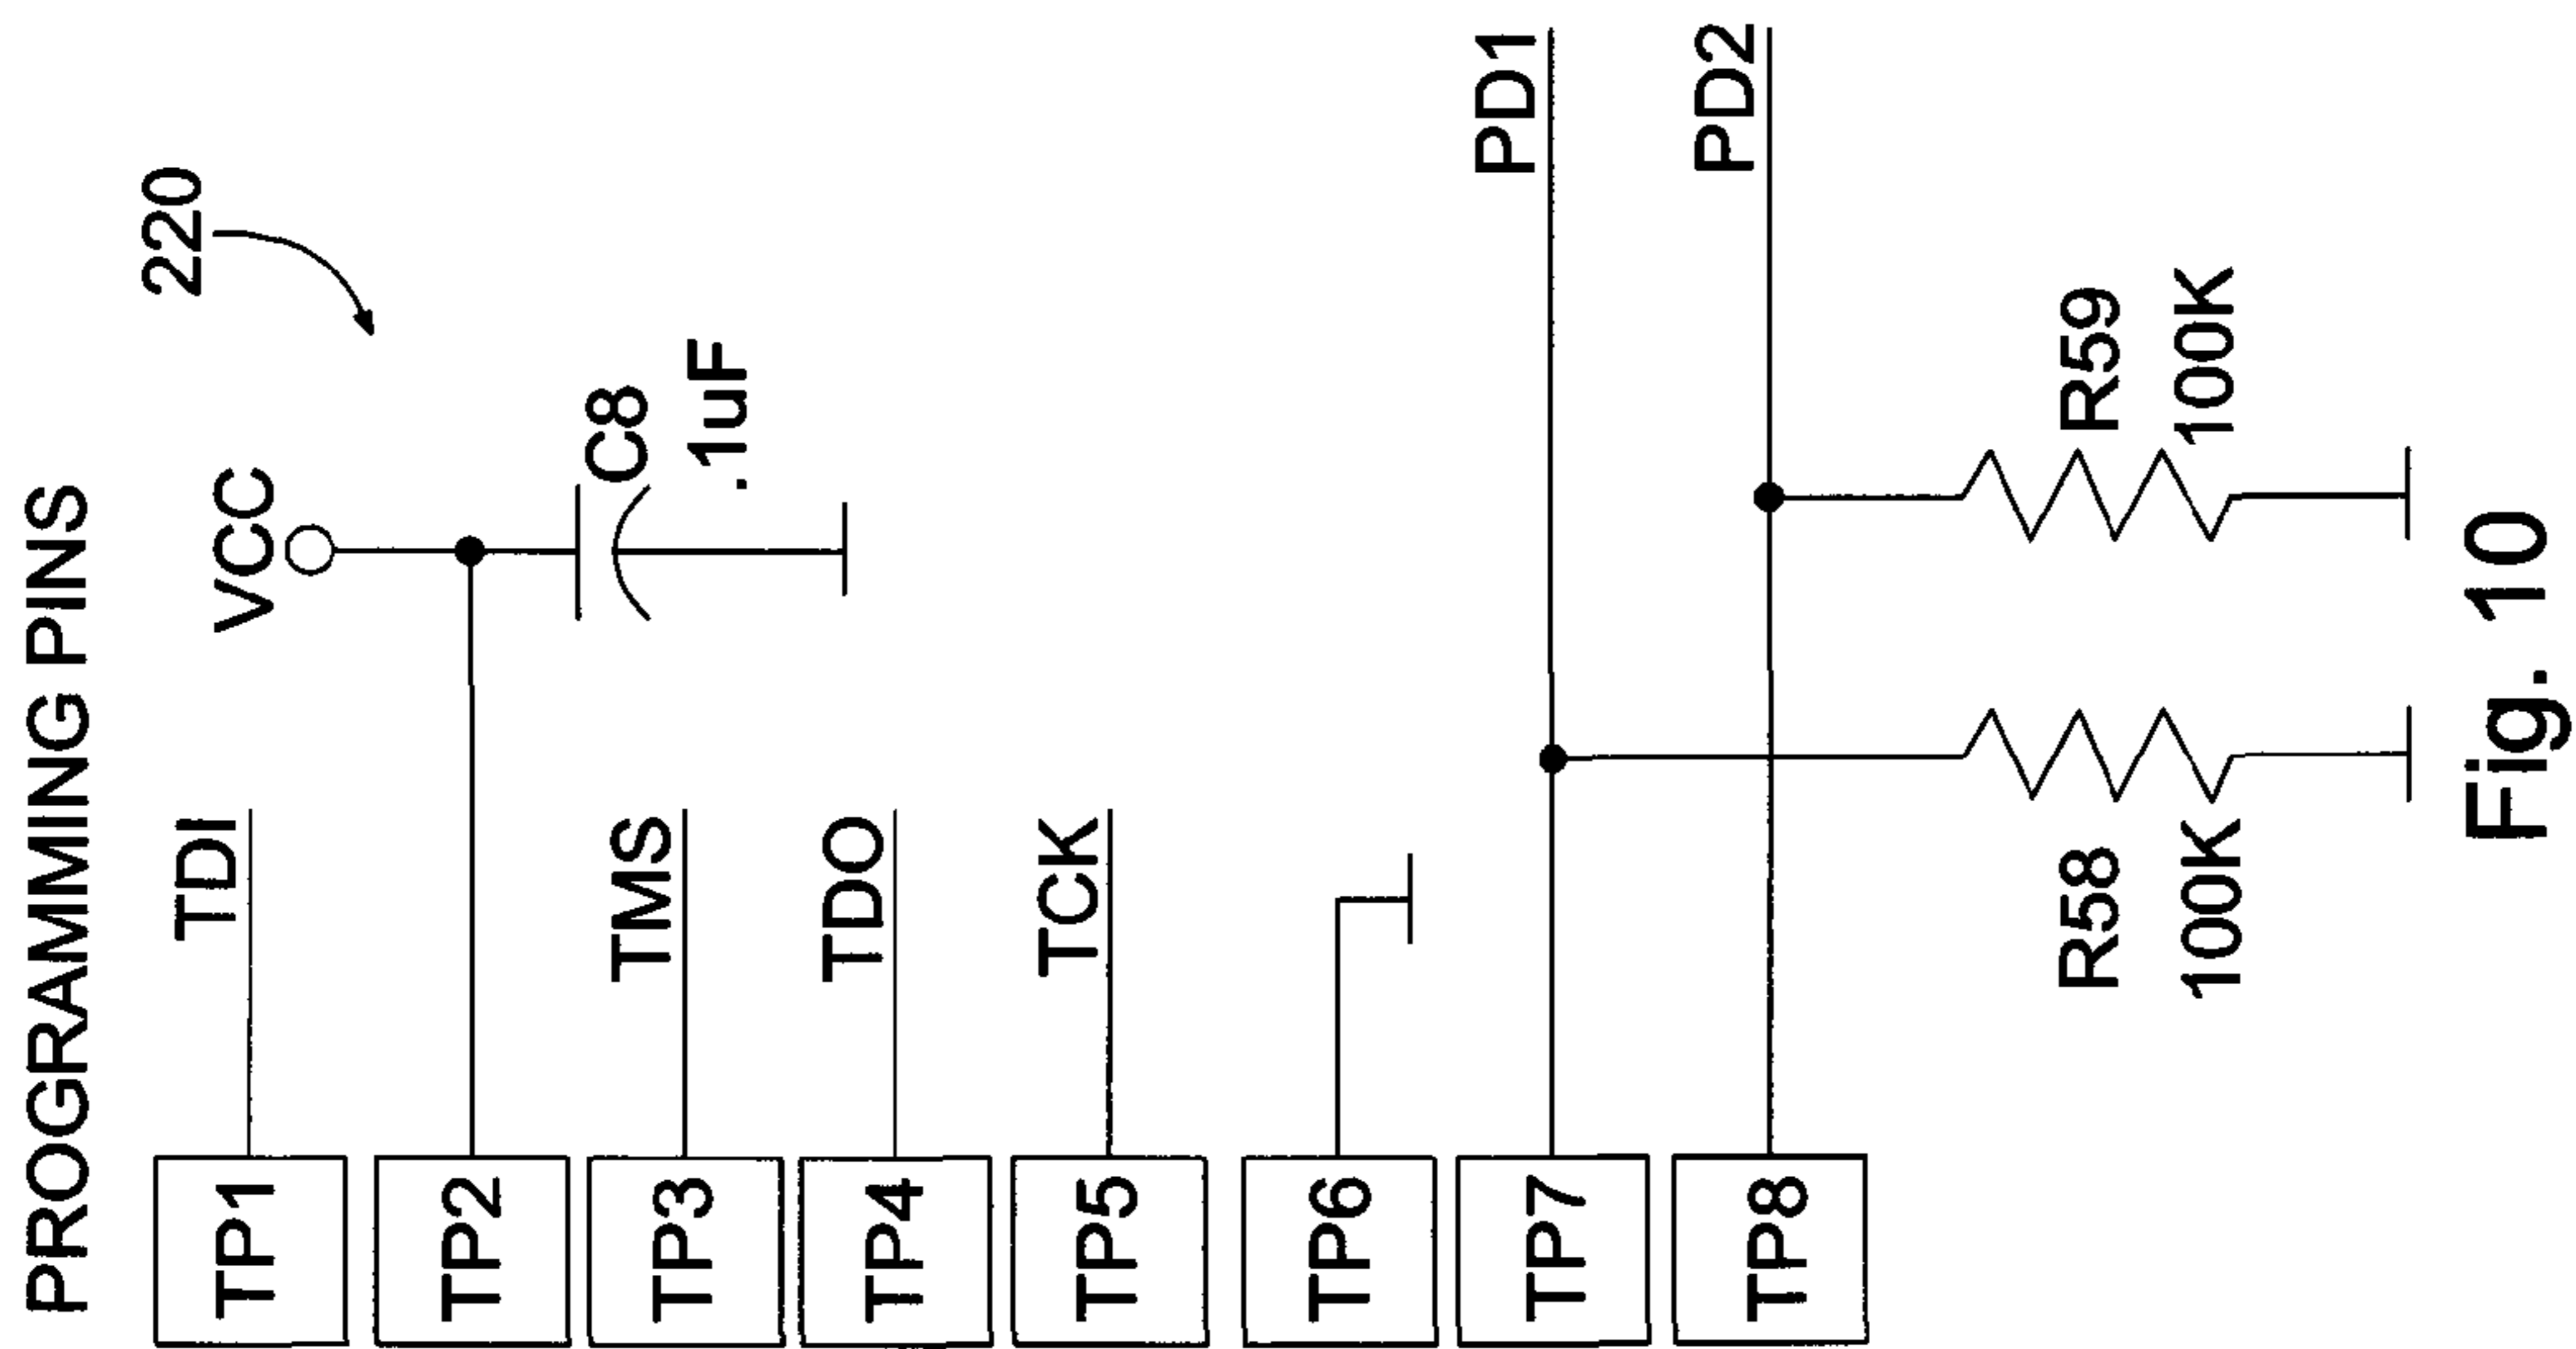 PROGRAMMING PINS
220
TP1
TDI
VCC
TP2
C8
.1uF
TP3
TMS
TP4
TDO
TP5
TCK
TP6
TP7
PD1
TP8
PD2
R58
100K
R59
100K
Fig. 10